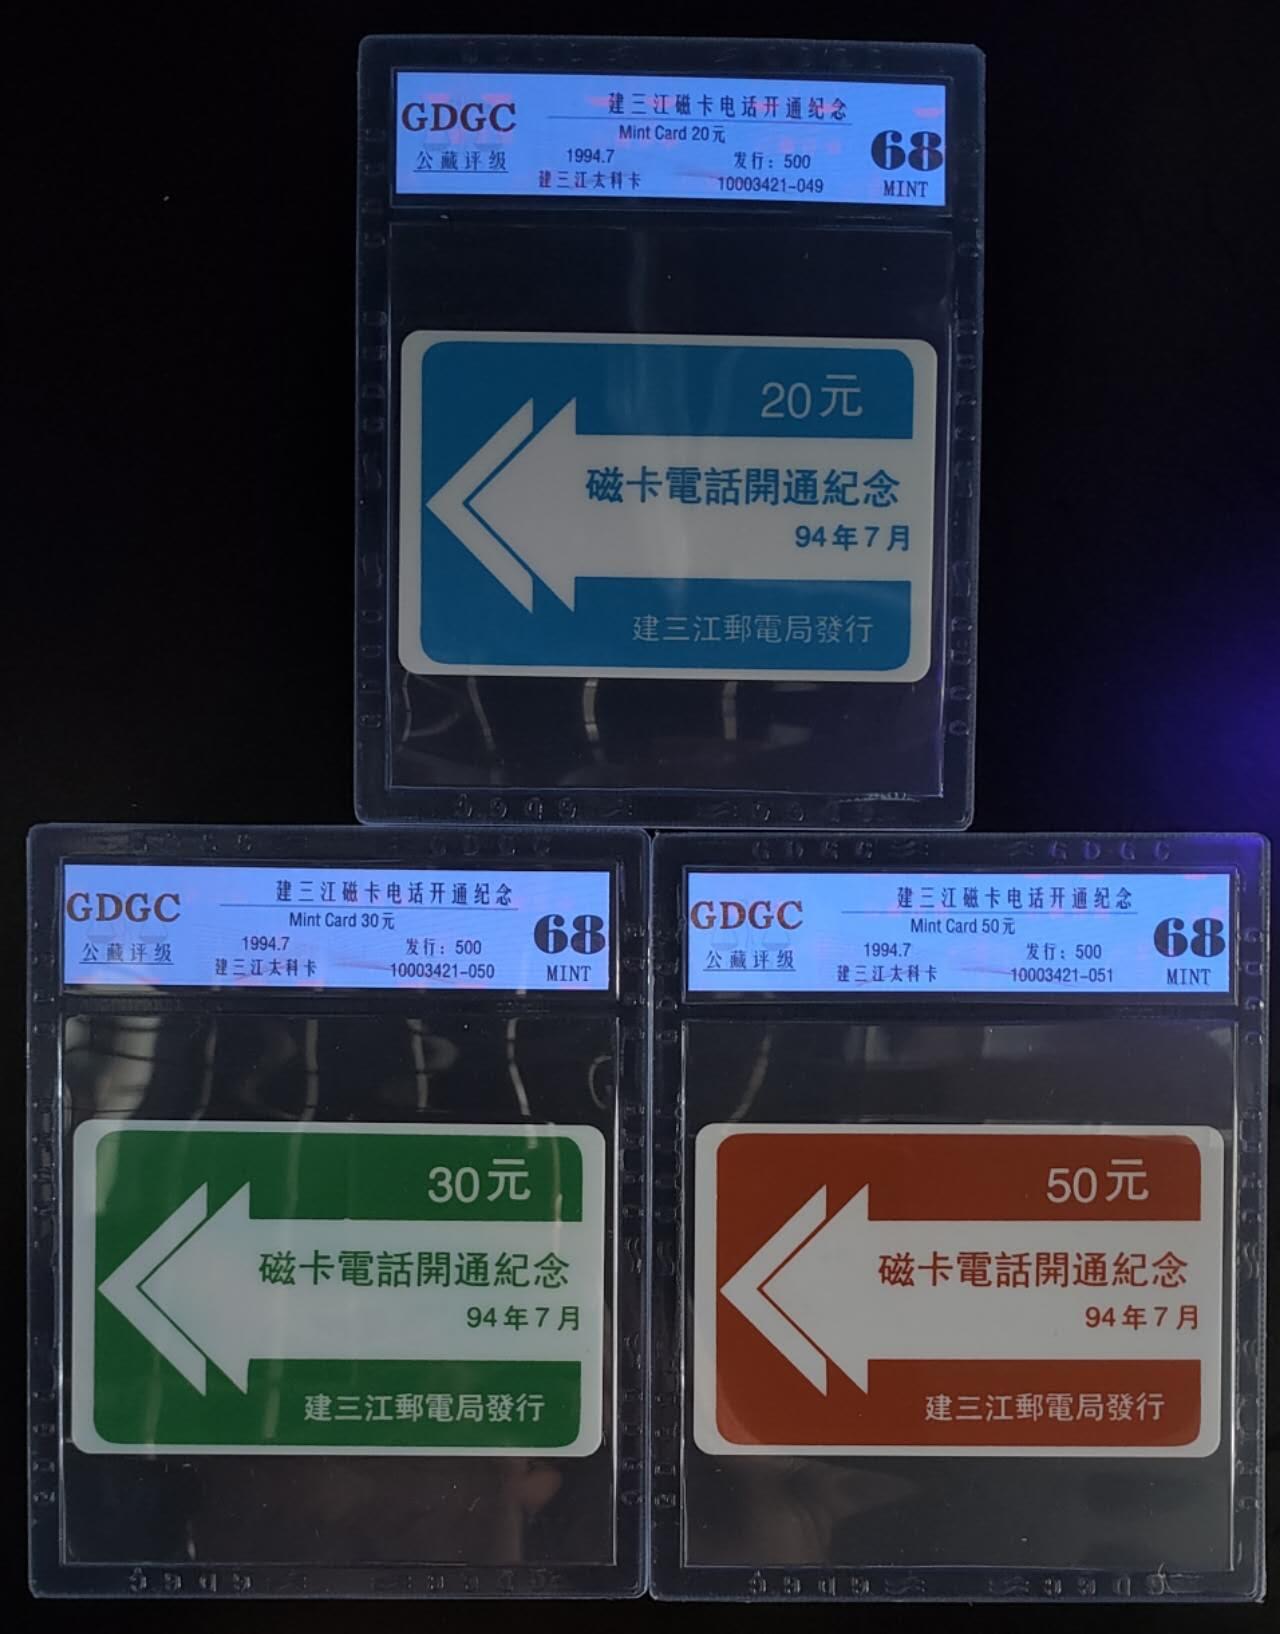 GDGC
公藏评级
建三江磁卡电话开通纪念
Mint Card 20元
1994.7 发行：500
建三江太科卡 10003421-049
68
MINT
20元
磁卡電話開通紀念
94年7月
建三江郵電局發行
GDGC
公藏评级
建三江磁卡电话开通纪念
Mint Card 30元
1994.7 发行：500
建三江太科卡 10003421-050
68
MINT
30元
磁卡電話開通紀念
94年7月
建三江郵電局發行
GDGC
公藏评级
建三江磁卡电话开通纪念
Mint Card 50元
1994.7 发行：500
建三江太科卡 10003421-051
68
MINT
50元
磁卡電話開通紀念
94年7月
建三江郵電局發行